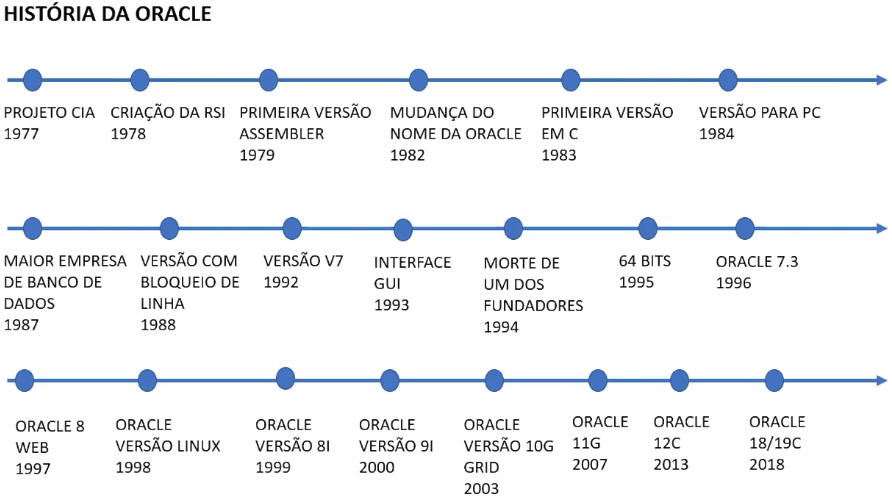 HISTÓRIA DA ORACLE
PROJETO CIA
1977
CRIAÇÃO DA RSI
1978
PRIMEIRA VERSÃO
ASSEMBLER
1979
MUDANÇA DO
NOME DA ORACLE
1982
PRIMEIRA VERSÃO
EM C
1983
VERSÃO PARA PC
1984
MAIOR EMPRESA
DE BANCO DE
DADOS
1987
VERSÃO COM
BLOQUEIO DE
LINHA
1988
VERSÃO V7
1992
INTERFACE
GUI
1993
MORTE DE
UM DOS
FUNDADORES
1994
64 BITS
1995
ORACLE 7.3
1996
ORACLE 8
WEB
1997
ORACLE
VERSÃO LINUX
1998
ORACLE
VERSÃO 8I
1999
ORACLE
VERSÃO 9I
2000
ORACLE
VERSÃO 10G
GRID
2003
ORACLE
11G
2007
ORACLE
12C
2013
ORACLE
18/19C
2018